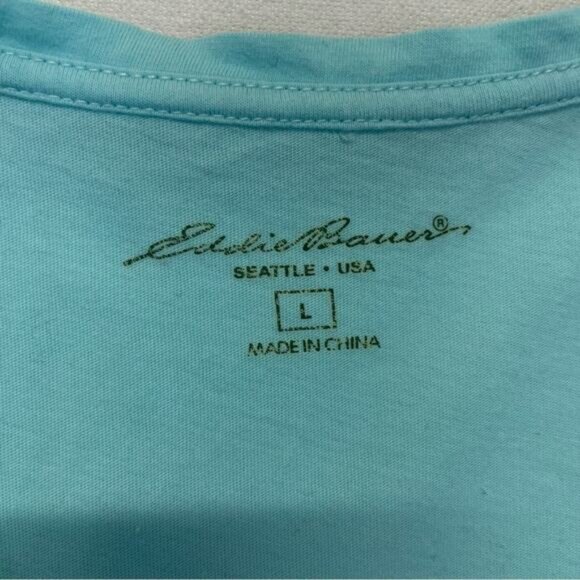 Eddie Bauer®
SEATTLE • USA
L
MADE IN CHINA